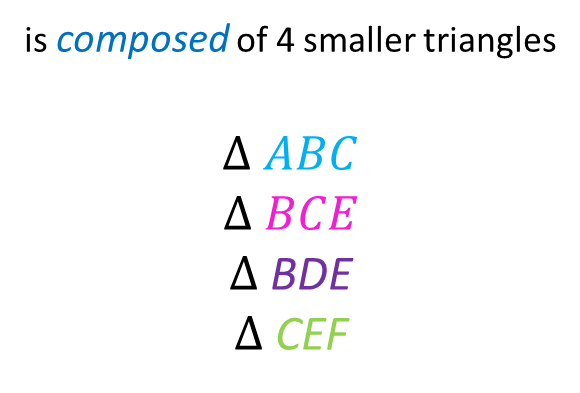 is composed of 4 smaller triangles
Δ ABC
Δ BCE
Δ BDE
Δ CEF